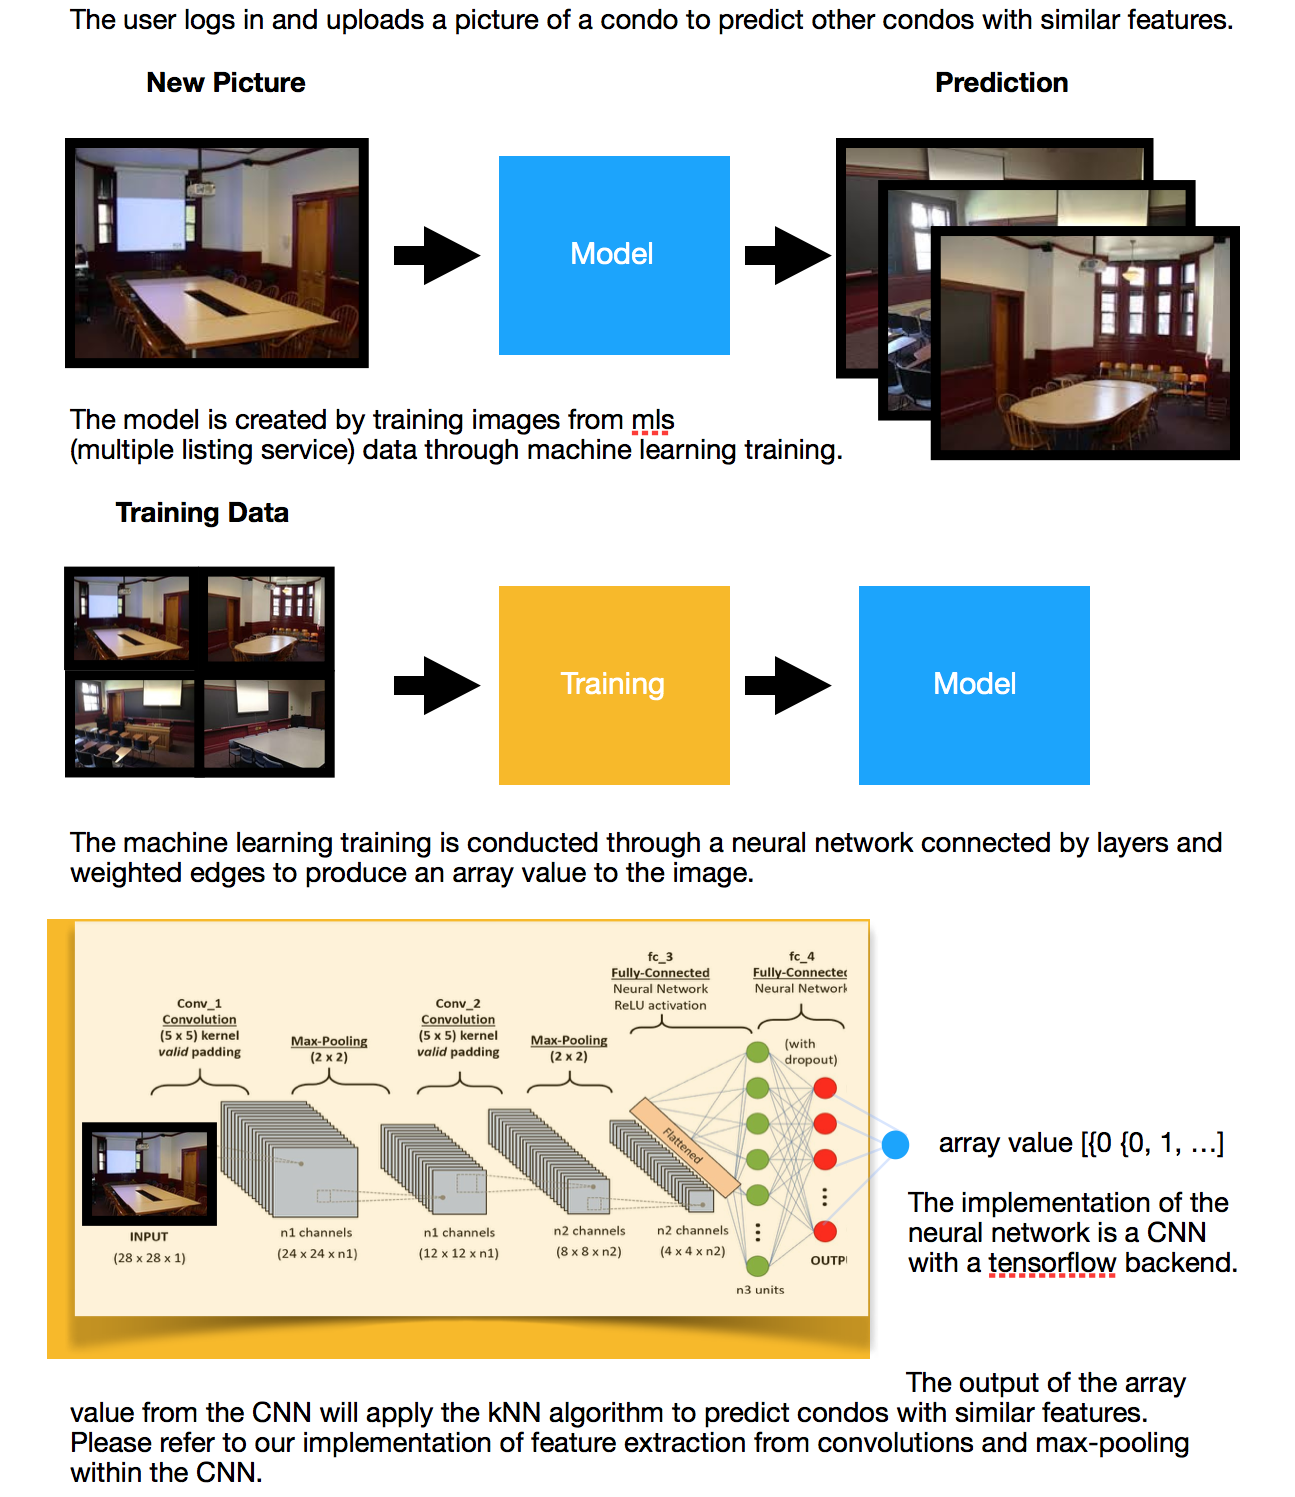 The user logs in and uploads a picture of a condo to predict other condos with similar features.
New Picture
Prediction
Model
The model is created by training images from mls
(multiple listing service) data through machine learning training.
Training Data
Training
Model
The machine learning training is conducted through a neural network connected by layers and
weighted edges to produce an array value to the image.
Conv_1
Convolution
(5 x 5) kernel
valid padding
Max-Pooling
(2 x 2)
Conv_2
Convolution
(5 x 5) kernel
valid padding
Max-Pooling
(2 x 2)
fc_3
Fully-Connected
Neural Network
ReLU activation
fc_4
Fully-Connected
Neural Network
(with
dropout)
Flattened
INPUT
(28 x 28 x 1)
n1 channels
(24 x 24 x n1)
n1 channels
(12 x 12 x n1)
n2 channels
(8 x 8 x n2)
n2 channels
(4 x 4 x n2)
n3 units
OUTP
array value [{0 {0, 1, …]
The implementation of the
neural network is a CNN
with a tensorflow backend.
The output of the array
value from the CNN will apply the kNN algorithm to predict condos with similar features.
Please refer to our implementation of feature extraction from convolutions and max-pooling
within the CNN.